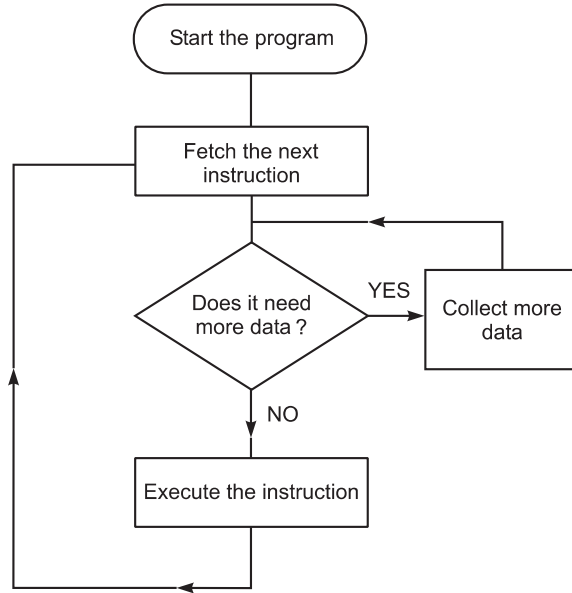 Start the program
Fetch the next
instruction
Does it need
more data ?
YES
Collect more
data
NO
Execute the instruction